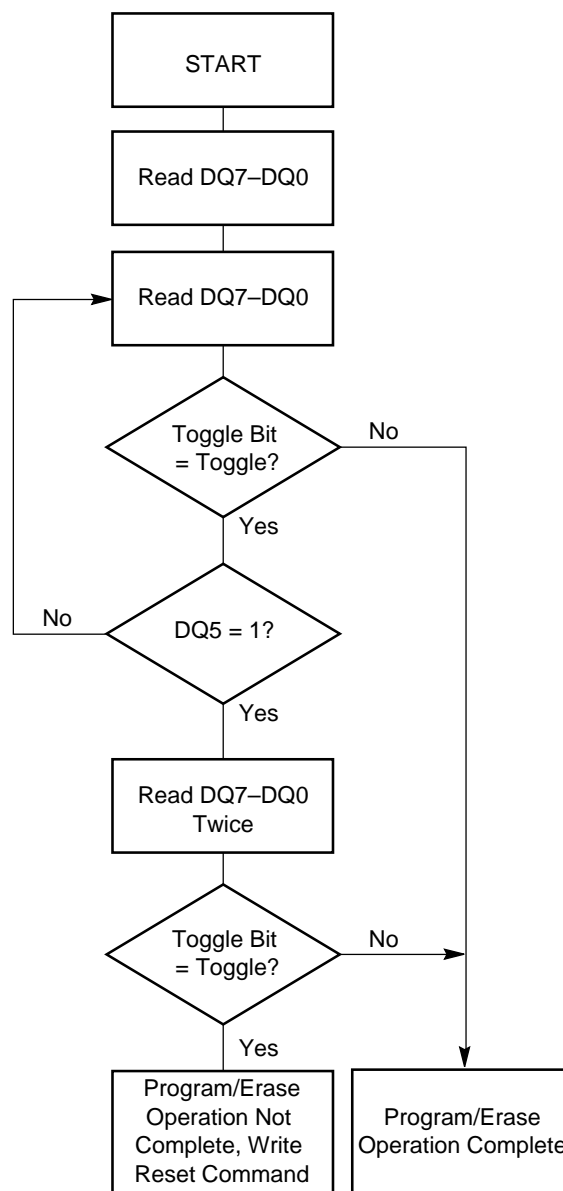 START
Read DQ7–DQ0
Read DQ7–DQ0
Toggle Bit
= Toggle?
No
Yes
No
DQ5 = 1?
Yes
Read DQ7–DQ0
Twice
Toggle Bit
= Toggle?
No
Yes
Program/Erase
Operation Not
Complete, Write
Reset Command
Program/Erase
Operation Complete